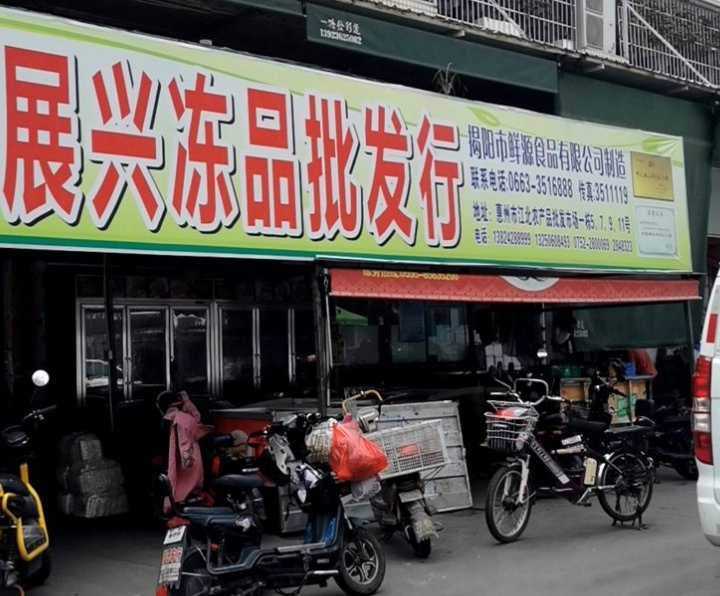 展兴冻品批发行
揭阳市鲜源食品有限公司制造
联系电话:0663-3516888 传真:3511119
地址: 惠州市江北农产品批发市场一栋5、7、9、11号
电话: 13824288999 13250608493 0752-2800069 2848323